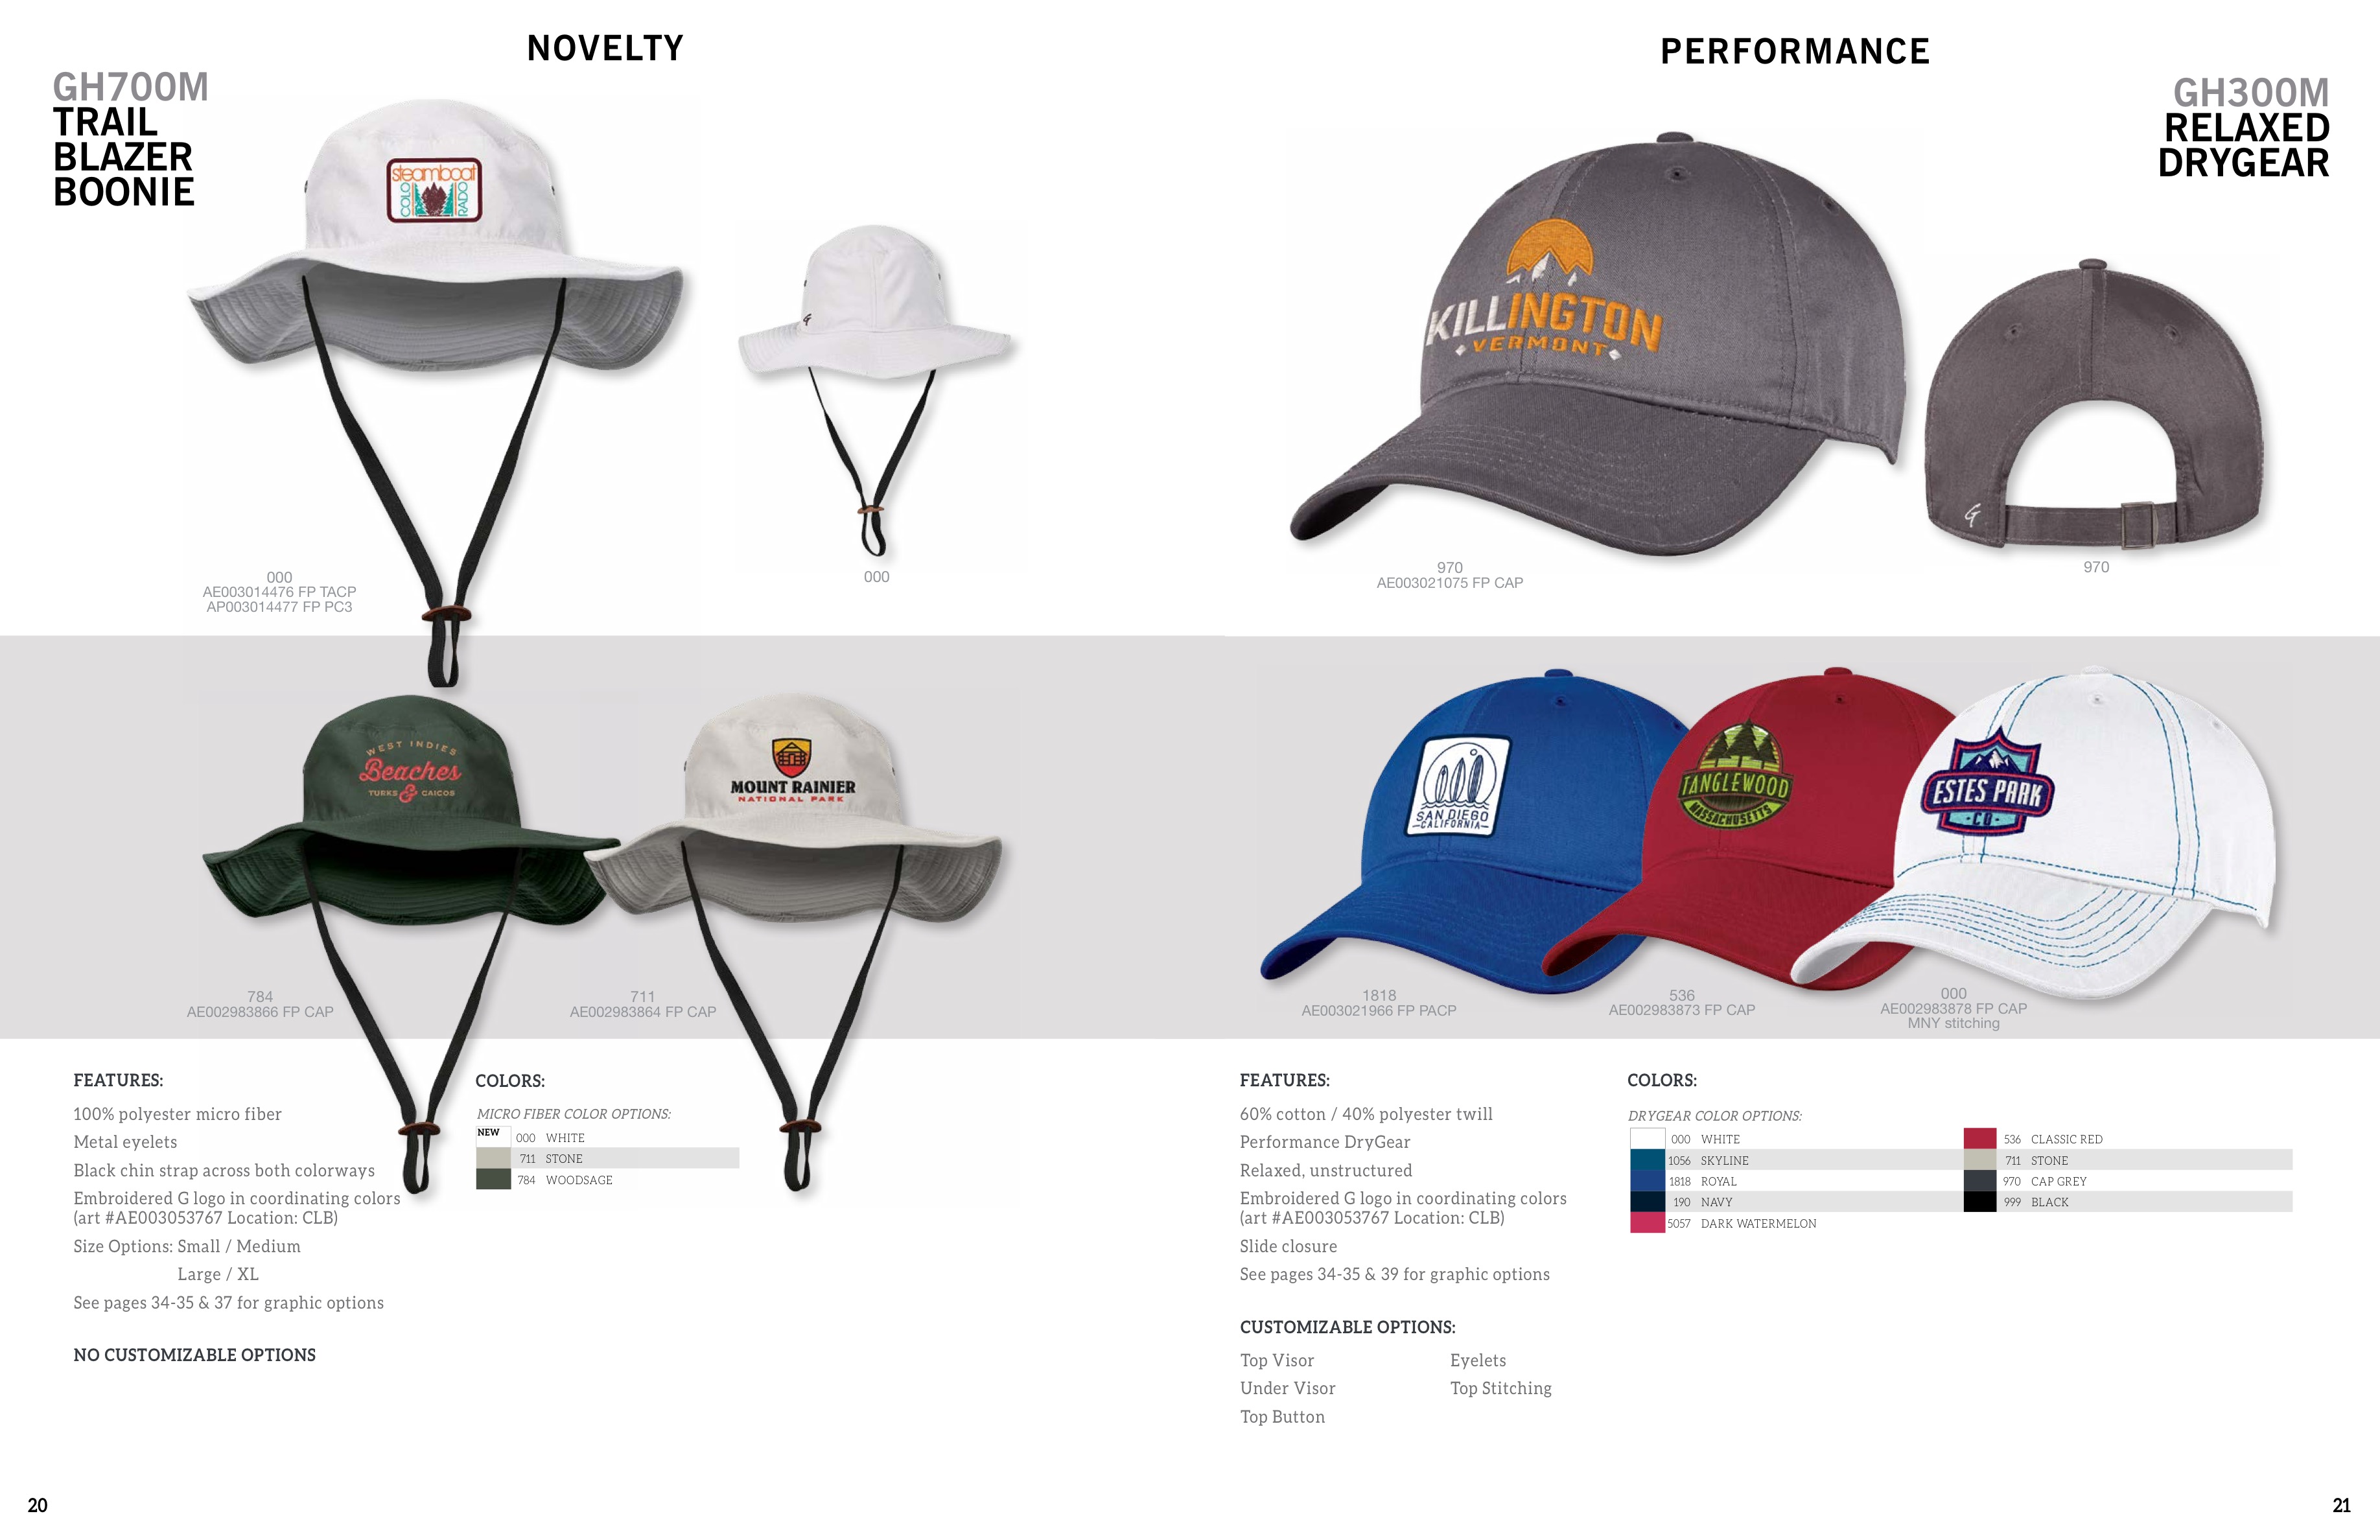 NOVELTY
GH700M
TRAIL
BLAZER
BOONIE
steamboat
COLO
RADO
000
AE003014476 FP TACP
AP003014477 FP PC3
G
000
WEST INDIES
Beaches
TURKS & CAICOS
784
AE002983866 FP CAP
MOUNT RAINIER
NATIONAL PARK
711
AE002983864 FP CAP
FEATURES:
100% polyester micro fiber
Metal eyelets
Black chin strap across both colorways
Embroidered G logo in coordinating colors
(art #AE003053767 Location: CLB)
Size Options: Small / Medium
Large / XL
See pages 34-35 & 37 for graphic options
NO CUSTOMIZABLE OPTIONS
COLORS:
MICRO FIBER COLOR OPTIONS:
NEW 000 WHITE
711 STONE
784 WOODSAGE
20
PERFORMANCE
GH300M
RELAXED
DRYGEAR
KILLINGTON
VERMONT
970
AE003021075 FP CAP
G
970
SAN DIEGO
CALIFORNIA
1818
AE003021966 FP PACP
TANGLEWOOD
MASSACHUSETTS
536
AE002983873 FP CAP
ESTES PARK
CO
000
AE002983878 FP CAP
MNY stitching
FEATURES:
60% cotton / 40% polyester twill
Performance DryGear
Relaxed, unstructured
Embroidered G logo in coordinating colors
(art #AE003053767 Location: CLB)
Slide closure
See pages 34-35 & 39 for graphic options
CUSTOMIZABLE OPTIONS:
Top Visor
Under Visor
Top Button
Eyelets
Top Stitching
COLORS:
DRYGEAR COLOR OPTIONS:
000 WHITE
1056 SKYLINE
1818 ROYAL
190 NAVY
5057 DARK WATERMELON
536 CLASSIC RED
711 STONE
970 CAP GREY
999 BLACK
21